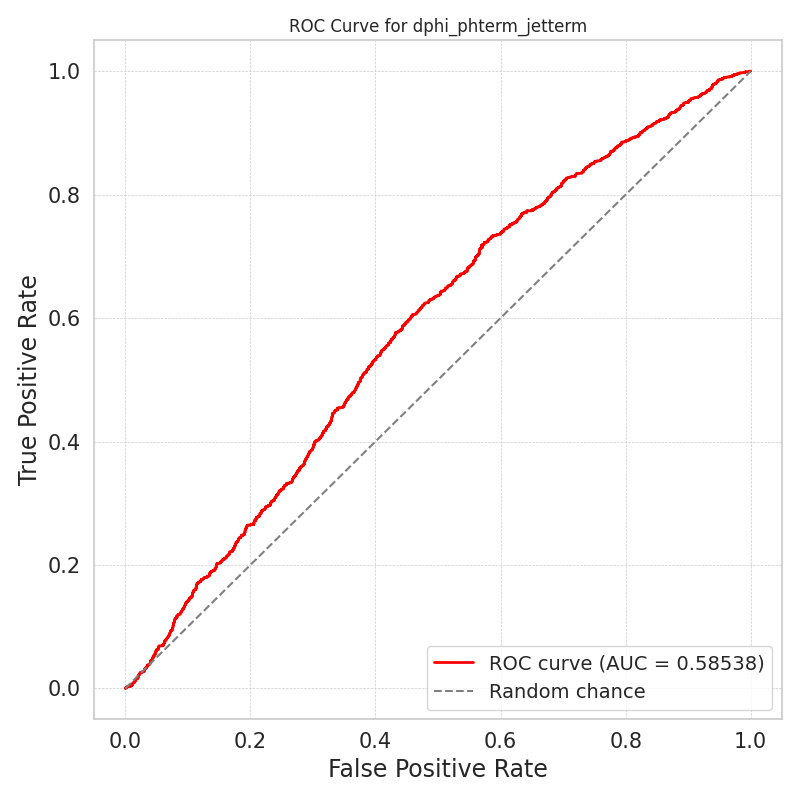 ROC Curve for dphi_phterm_jetterm
True Positive Rate
1.0
0.8
0.6
0.4
0.2
0.0
ROC curve (AUC = 0.58538)
Random chance
0.0 0.2 0.4 0.6 0.8 1.0
False Positive Rate